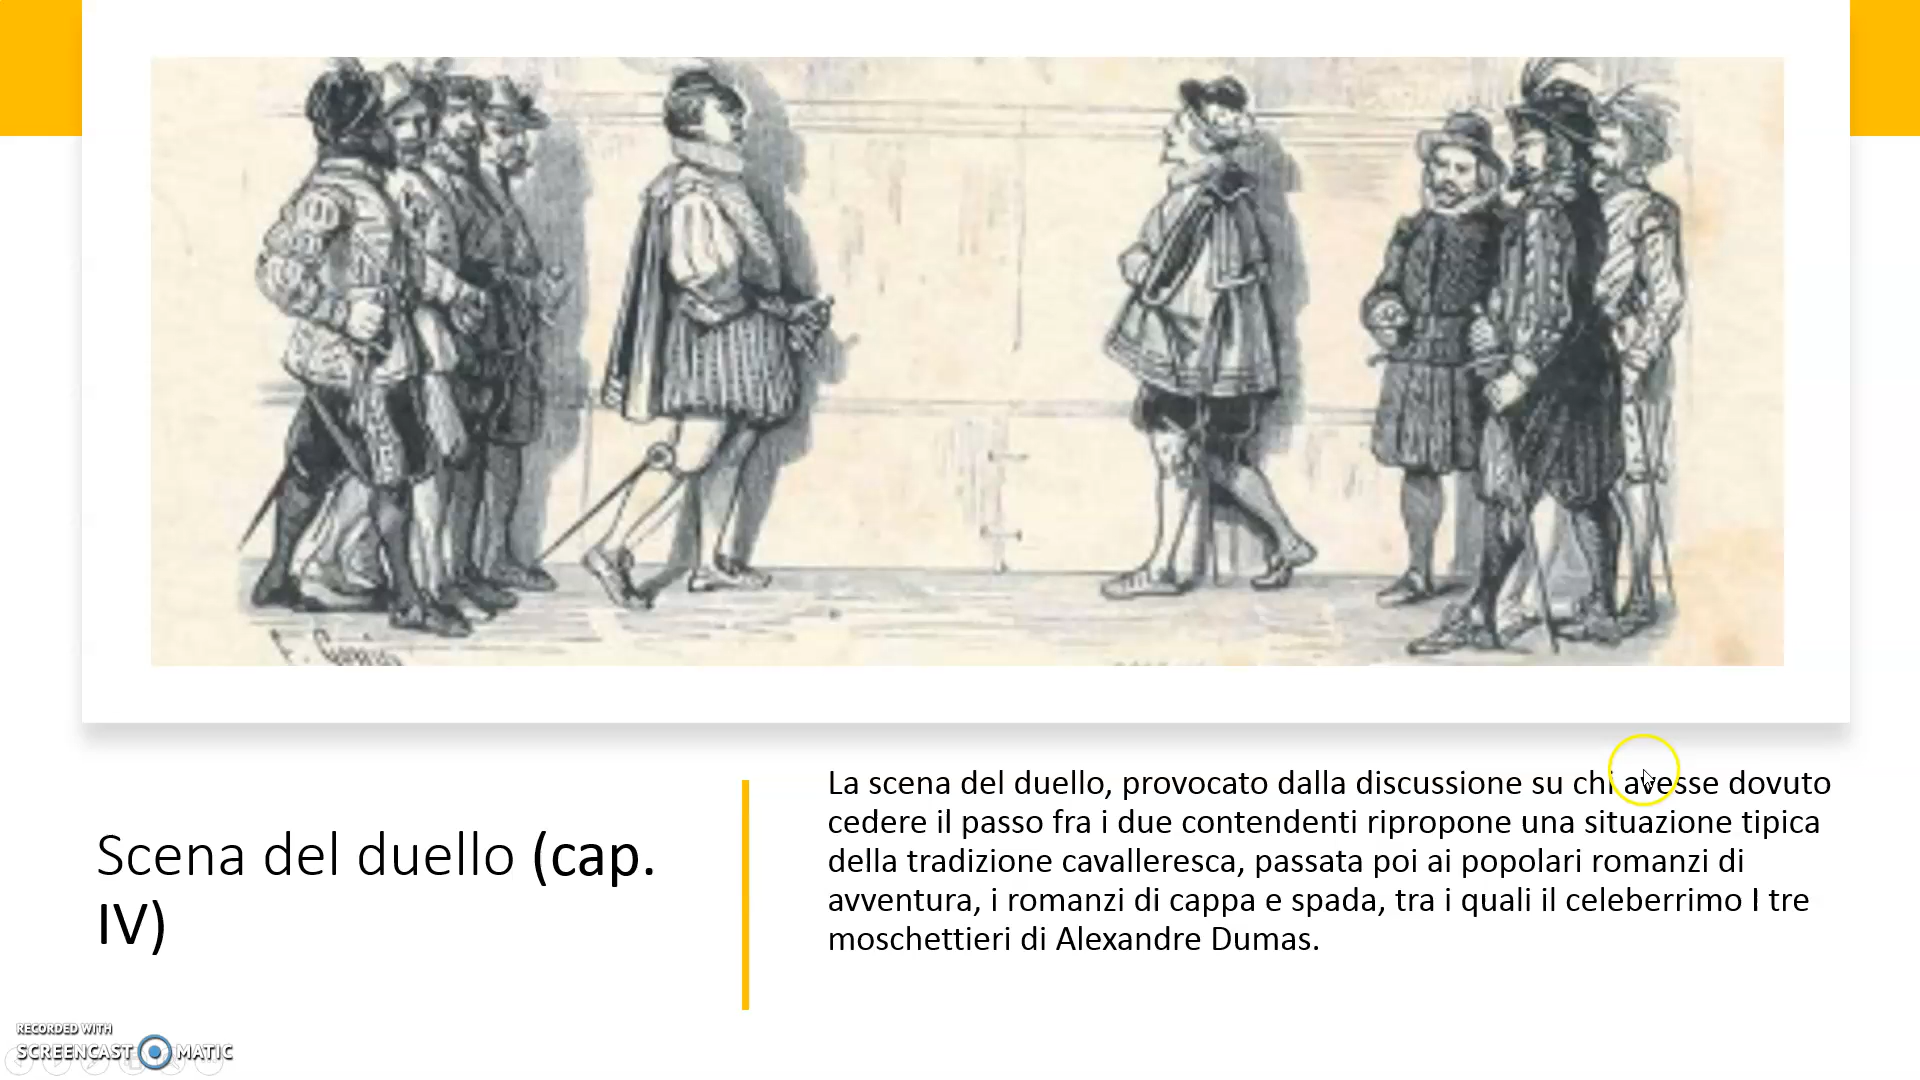 Scena del duello (cap.
IV)
La scena del duello, provocato dalla discussione su chi avesse dovuto
cedere il passo fra i due contendenti ripropone una situazione tipica
della tradizione cavalleresca, passata poi ai popolari romanzi di
avventura, i romanzi di cappa e spada, tra i quali il celeberrimo I tre
moschettieri di Alexandre Dumas.
RECORDED WITH
SCREENCAST MATIC